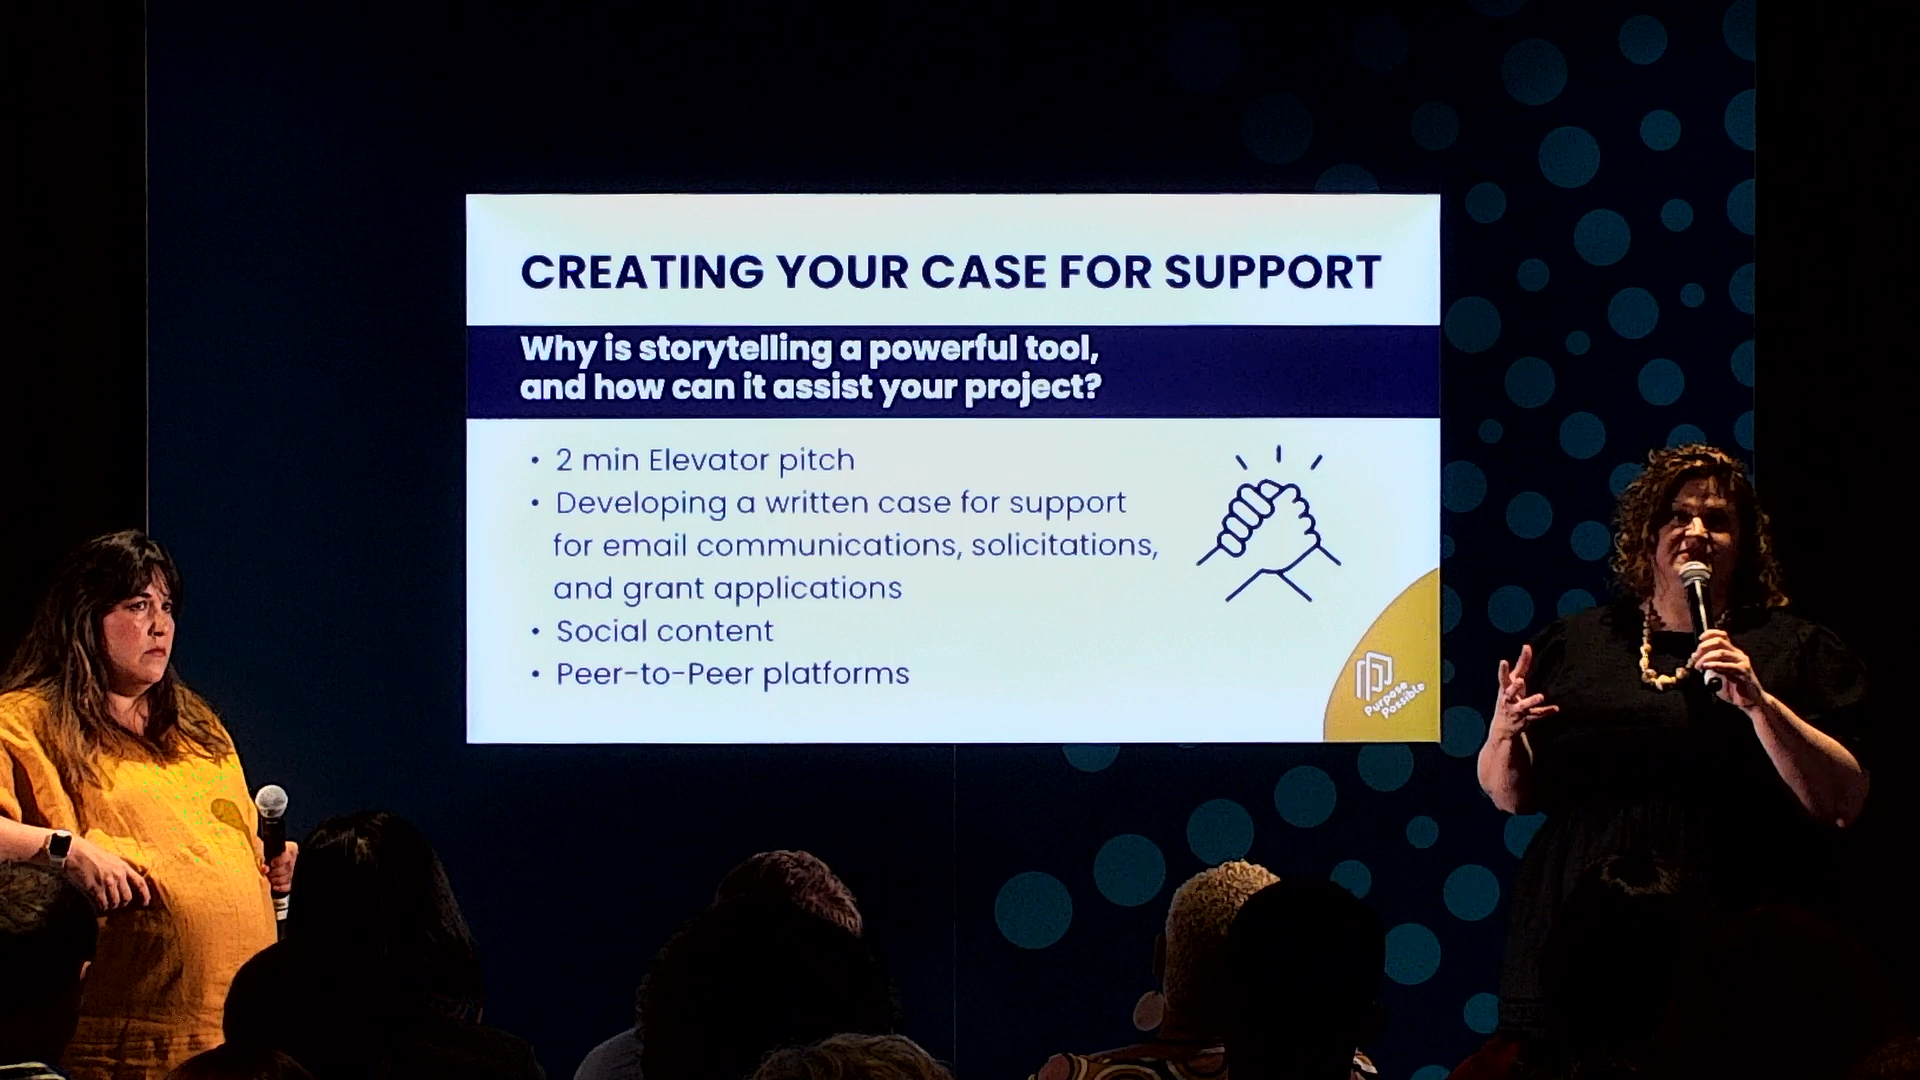 CREATING YOUR CASE FOR SUPPORT
Why is storytelling a powerful tool,
and how can it assist your project?
• 2 min Elevator pitch
• Developing a written case for support
for email communications, solicitations,
and grant applications
• Social content
• Peer-to-Peer platforms
Purpose
Possible